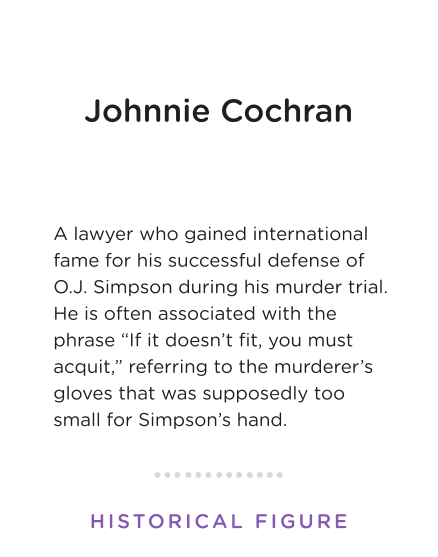 Johnnie Cochran
A lawyer who gained international
fame for his successful defense of
O.J. Simpson during his murder trial.
He is often associated with the
phrase “If it doesn’t fit, you must
acquit,” referring to the murderer’s
gloves that was supposedly too
small for Simpson’s hand.
HISTORICAL FIGURE